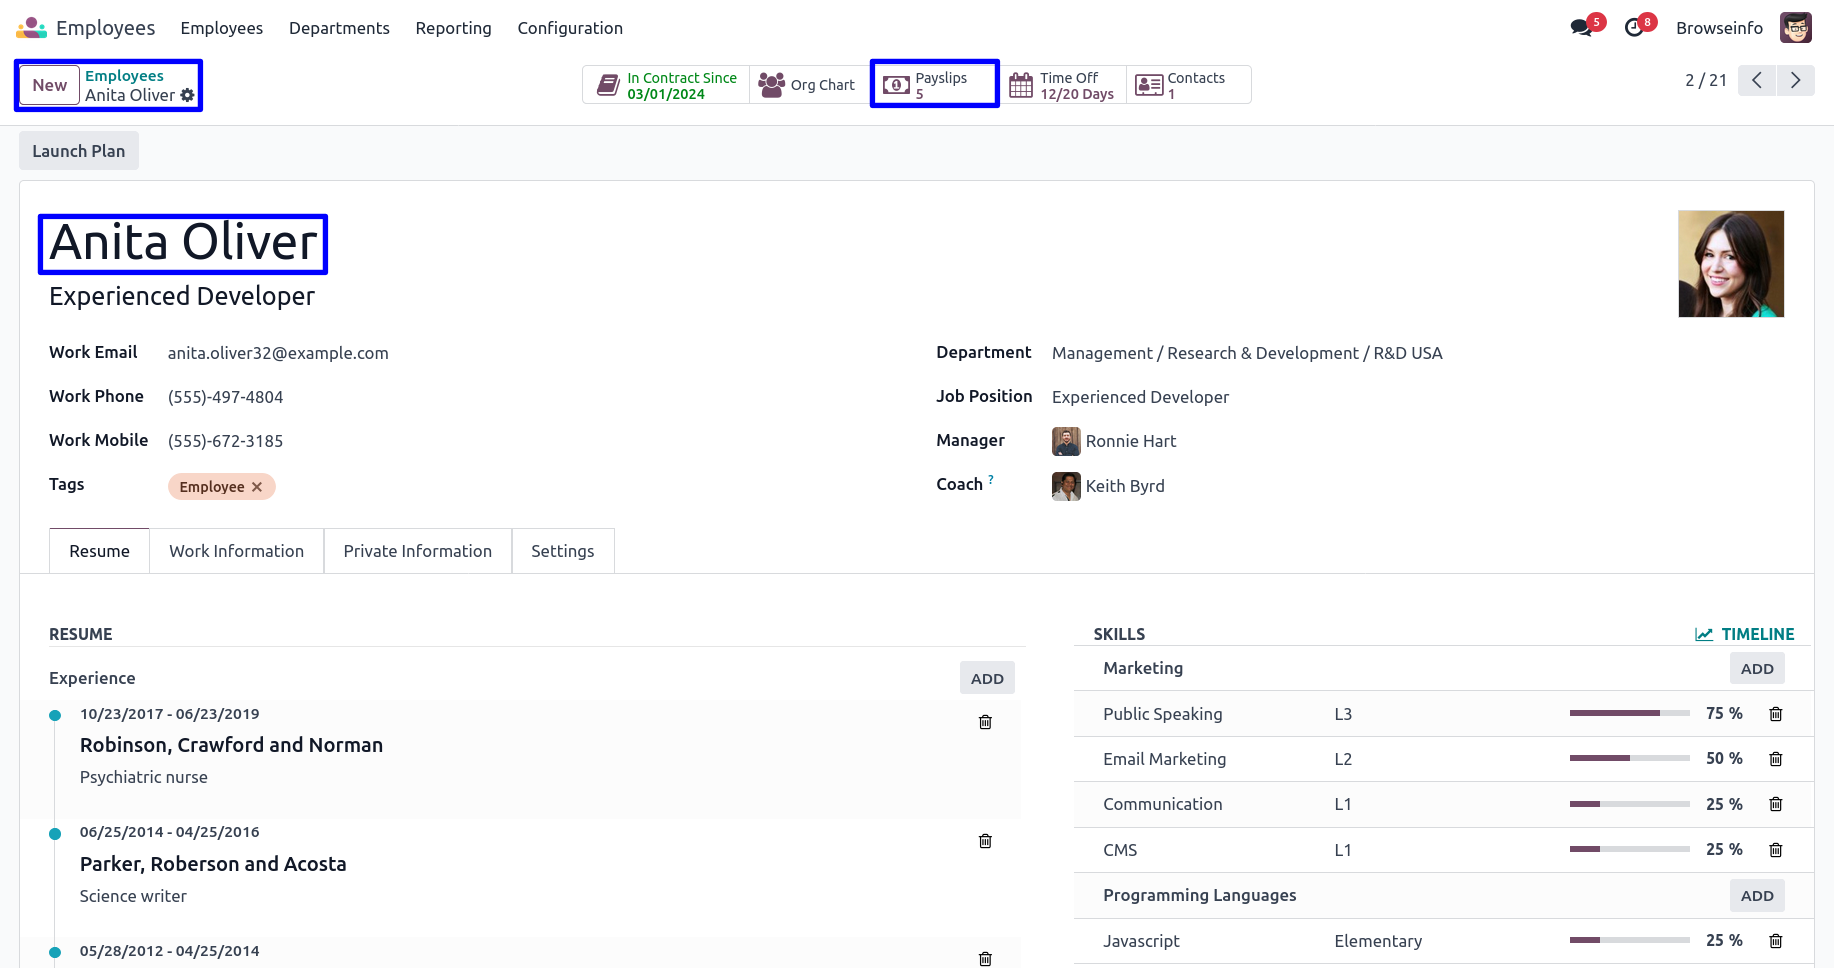 Employees Employees Departments Reporting Configuration 5 8 Browseinfo
New Employees In Contract Since Org Chart Payslips Time Off Contacts 2 / 21
Anita Oliver 03/01/2024 5 12/20 Days 1
Launch Plan
Anita Oliver
Experienced Developer
Work Email anita.oliver32@example.com Department Management / Research & Development / R&D USA
Work Phone (555)-497-4804 Job Position Experienced Developer
Work Mobile (555)-672-3185 Manager Ronnie Hart
Tags Employee Coach ? Keith Byrd
Resume Work Information Private Information Settings
RESUME SKILLS TIMELINE
Experience ADD Marketing ADD
10/23/2017 - 06/23/2019 Public Speaking L3 75 %
Robinson, Crawford and Norman Email Marketing L2 50 %
Psychiatric nurse Communication L1 25 %
06/25/2014 - 04/25/2016 CMS L1 25 %
Parker, Roberson and Acosta
Science writer Programming Languages ADD
05/28/2012 - 04/25/2014 Javascript Elementary 25 %